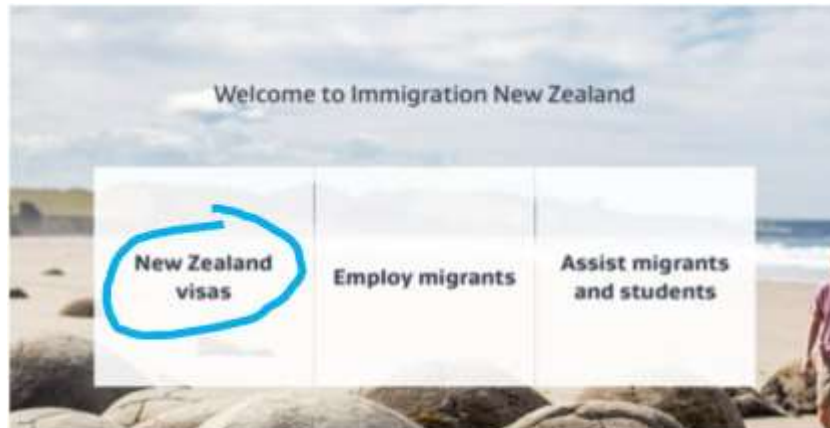 Welcome to Immigration New Zealand
New Zealand
visas
Employ migrants
Assist migrants
and students